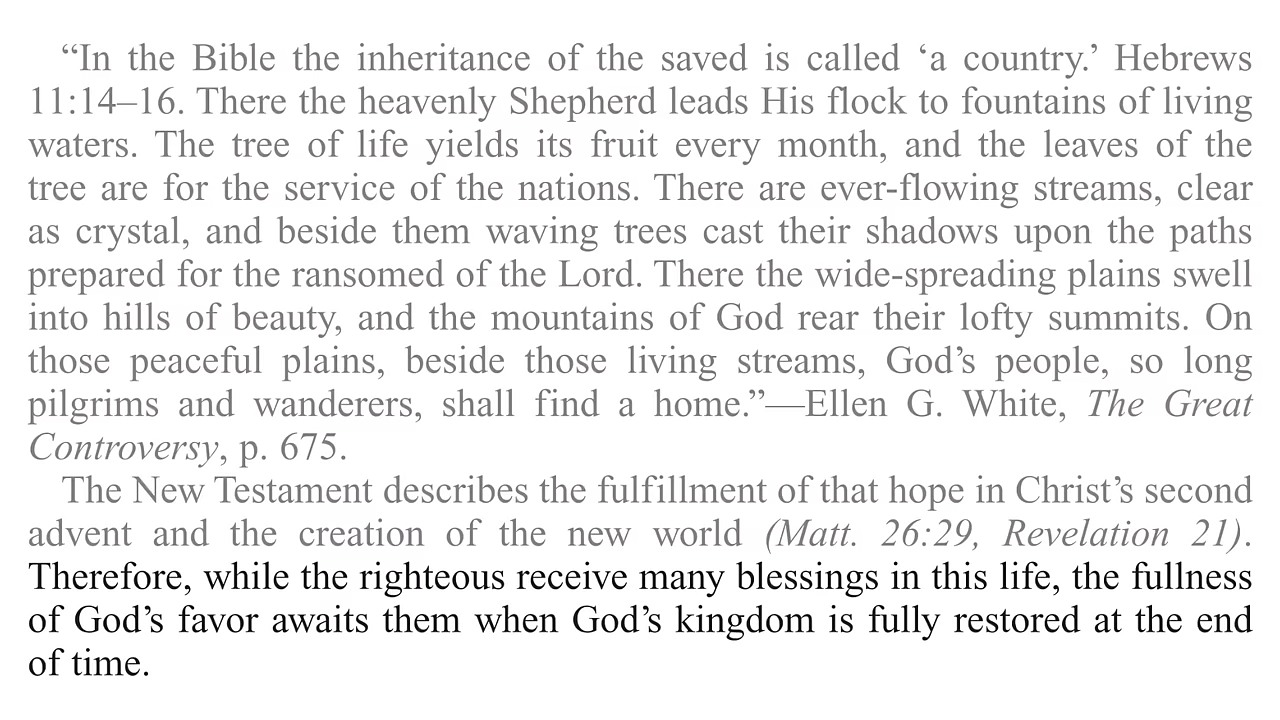 “In the Bible the inheritance of the saved is called ‘a country.’ Hebrews
11:14–16. There the heavenly Shepherd leads His flock to fountains of living
waters. The tree of life yields its fruit every month, and the leaves of the
tree are for the service of the nations. There are ever-flowing streams, clear
as crystal, and beside them waving trees cast their shadows upon the paths
prepared for the ransomed of the Lord. There the wide-spreading plains swell
into hills of beauty, and the mountains of God rear their lofty summits. On
those peaceful plains, beside those living streams, God’s people, so long
pilgrims and wanderers, shall find a home.”—Ellen G. White, The Great
Controversy, p. 675.
The New Testament describes the fulfillment of that hope in Christ’s second
advent and the creation of the new world (Matt. 26:29, Revelation 21).
Therefore, while the righteous receive many blessings in this life, the fullness
of God’s favor awaits them when God’s kingdom is fully restored at the end
of time.